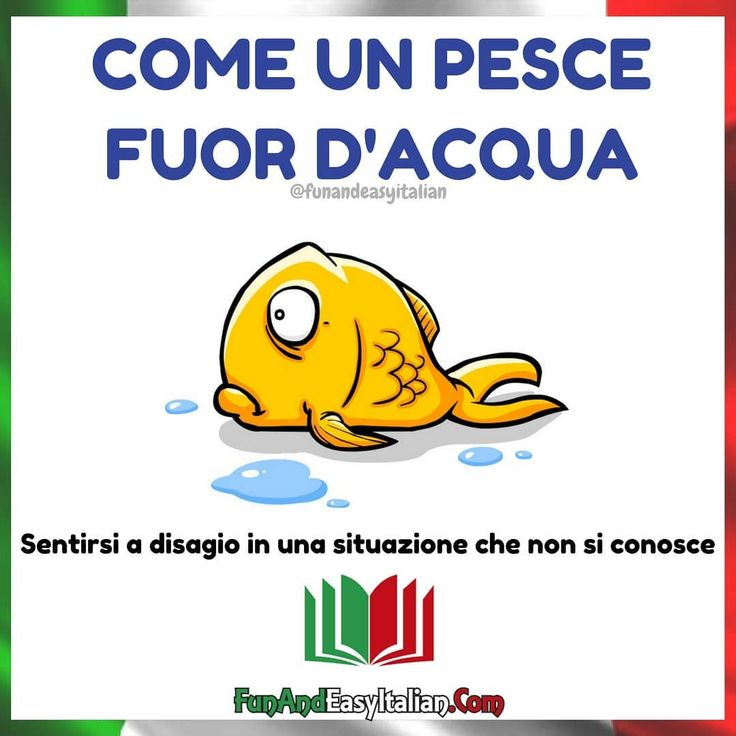 COME UN PESCE
FUOR D'ACQUA
@funandeasyitalian
Sentirsi a disagio in una situazione che non si conosce
FunAndEasyItalian.Com